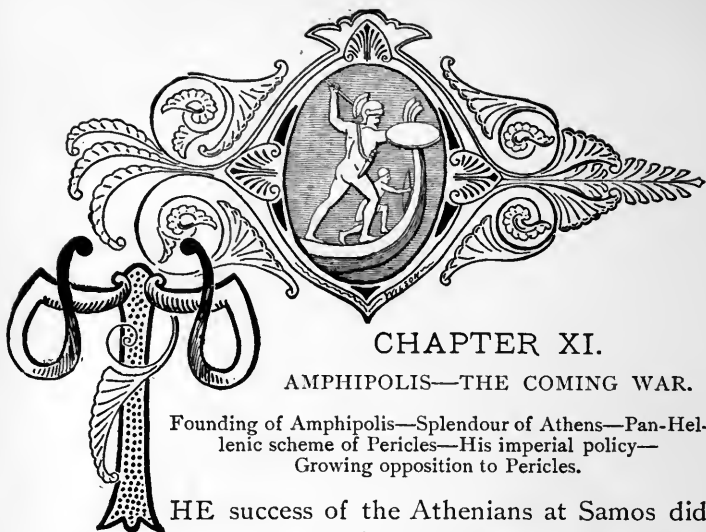 MASON
CHAPTER XI.
AMPHIPOLIS—THE COMING WAR.
Founding of Amphipolis—Splendour of Athens—Pan-Hel-
lenic scheme of Pericles—His imperial policy—
Growing opposition to Pericles.
THE success of the Athenians at Samos did